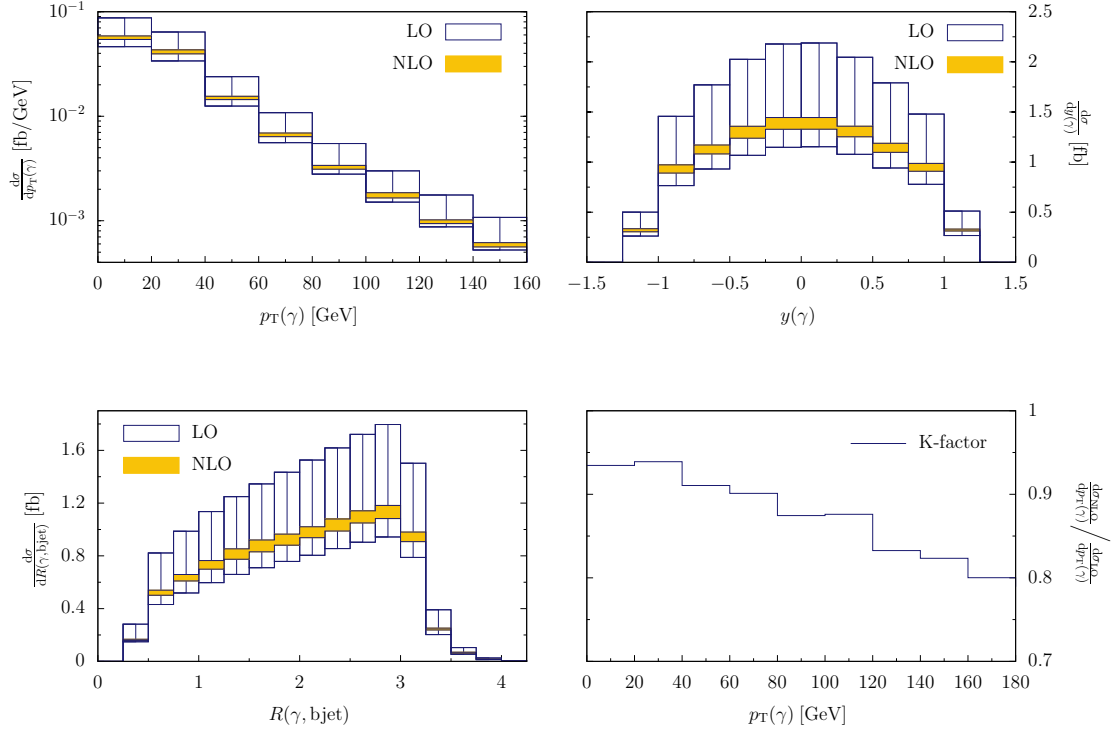 10⁻¹
10⁻²
10⁻³
dσ/dp_T(γ) [fb/GeV]
LO
NLO
0 20 40 60 80 100 120 140 160
p_T(γ) [GeV]
LO
NLO
2.5
2
1.5
1
0.5
0
dσ/dy(γ) [fb]
−1.5 −1 −0.5 0 0.5 1 1.5
y(γ)
1.6
1.2
0.8
0.4
0
dσ/dR(γ,bjet) [fb]
LO
NLO
0 1 2 3 4
R(γ, bjet)
K-factor
1
0.9
0.8
0.7
dσNLO/dp_T(γ) / dσLO/dp_T(γ)
0 20 40 60 80 100 120 140 160 180
p_T(γ) [GeV]